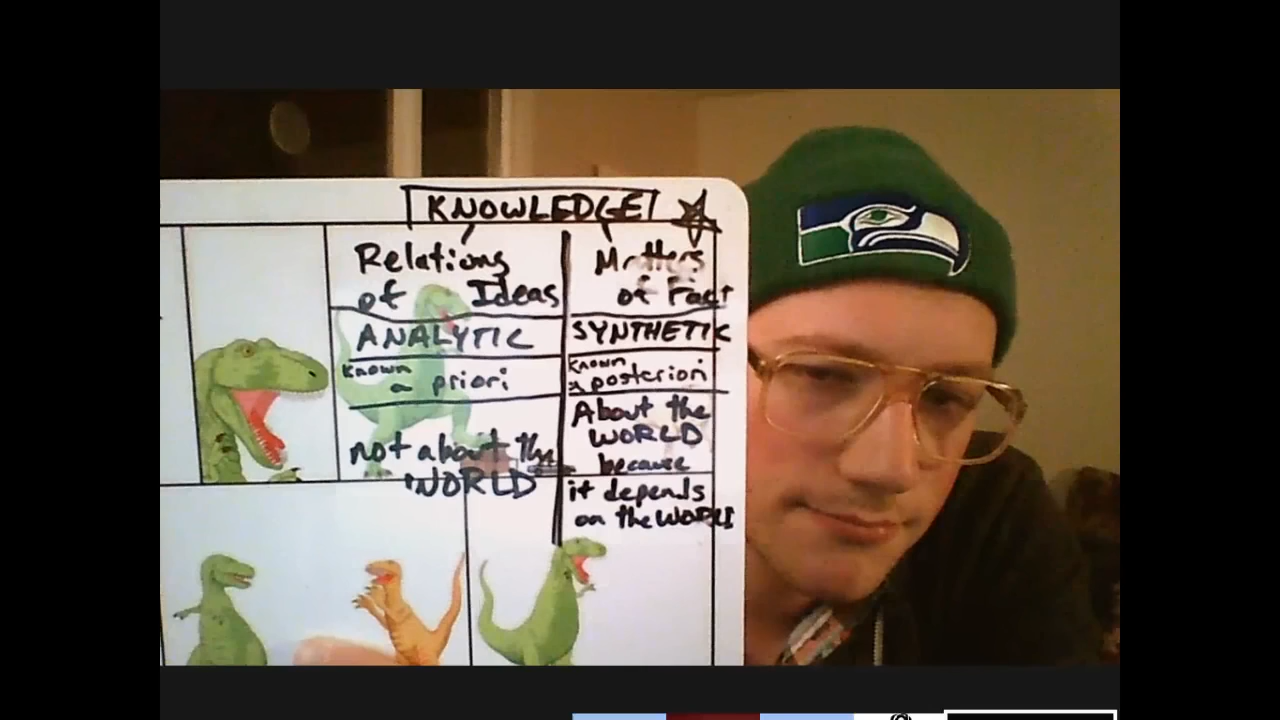 KNOWLEDGE
Relations
of Ideas
ANALYTIC
known
a priori
not about the
WORLD
Matters
of Fact
SYNTHETIC
known
a posteriori
About the
WORLD
because
it depends
on the WORLD